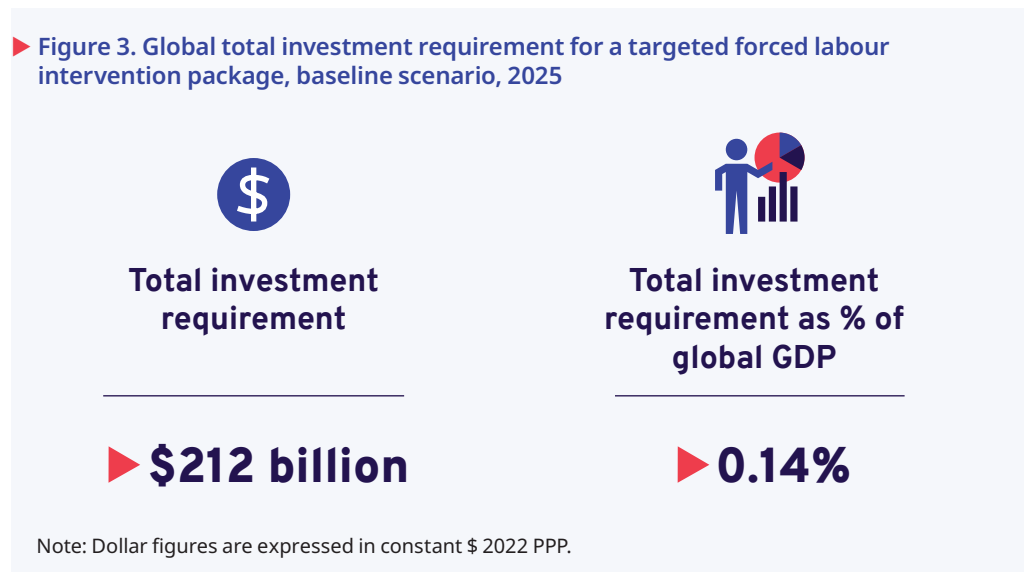 Figure 3. Global total investment requirement for a targeted forced labour
intervention package, baseline scenario, 2025
$
Total investment
requirement
$212 billion
Total investment
requirement as % of
global GDP
0.14%
Note: Dollar figures are expressed in constant $ 2022 PPP.